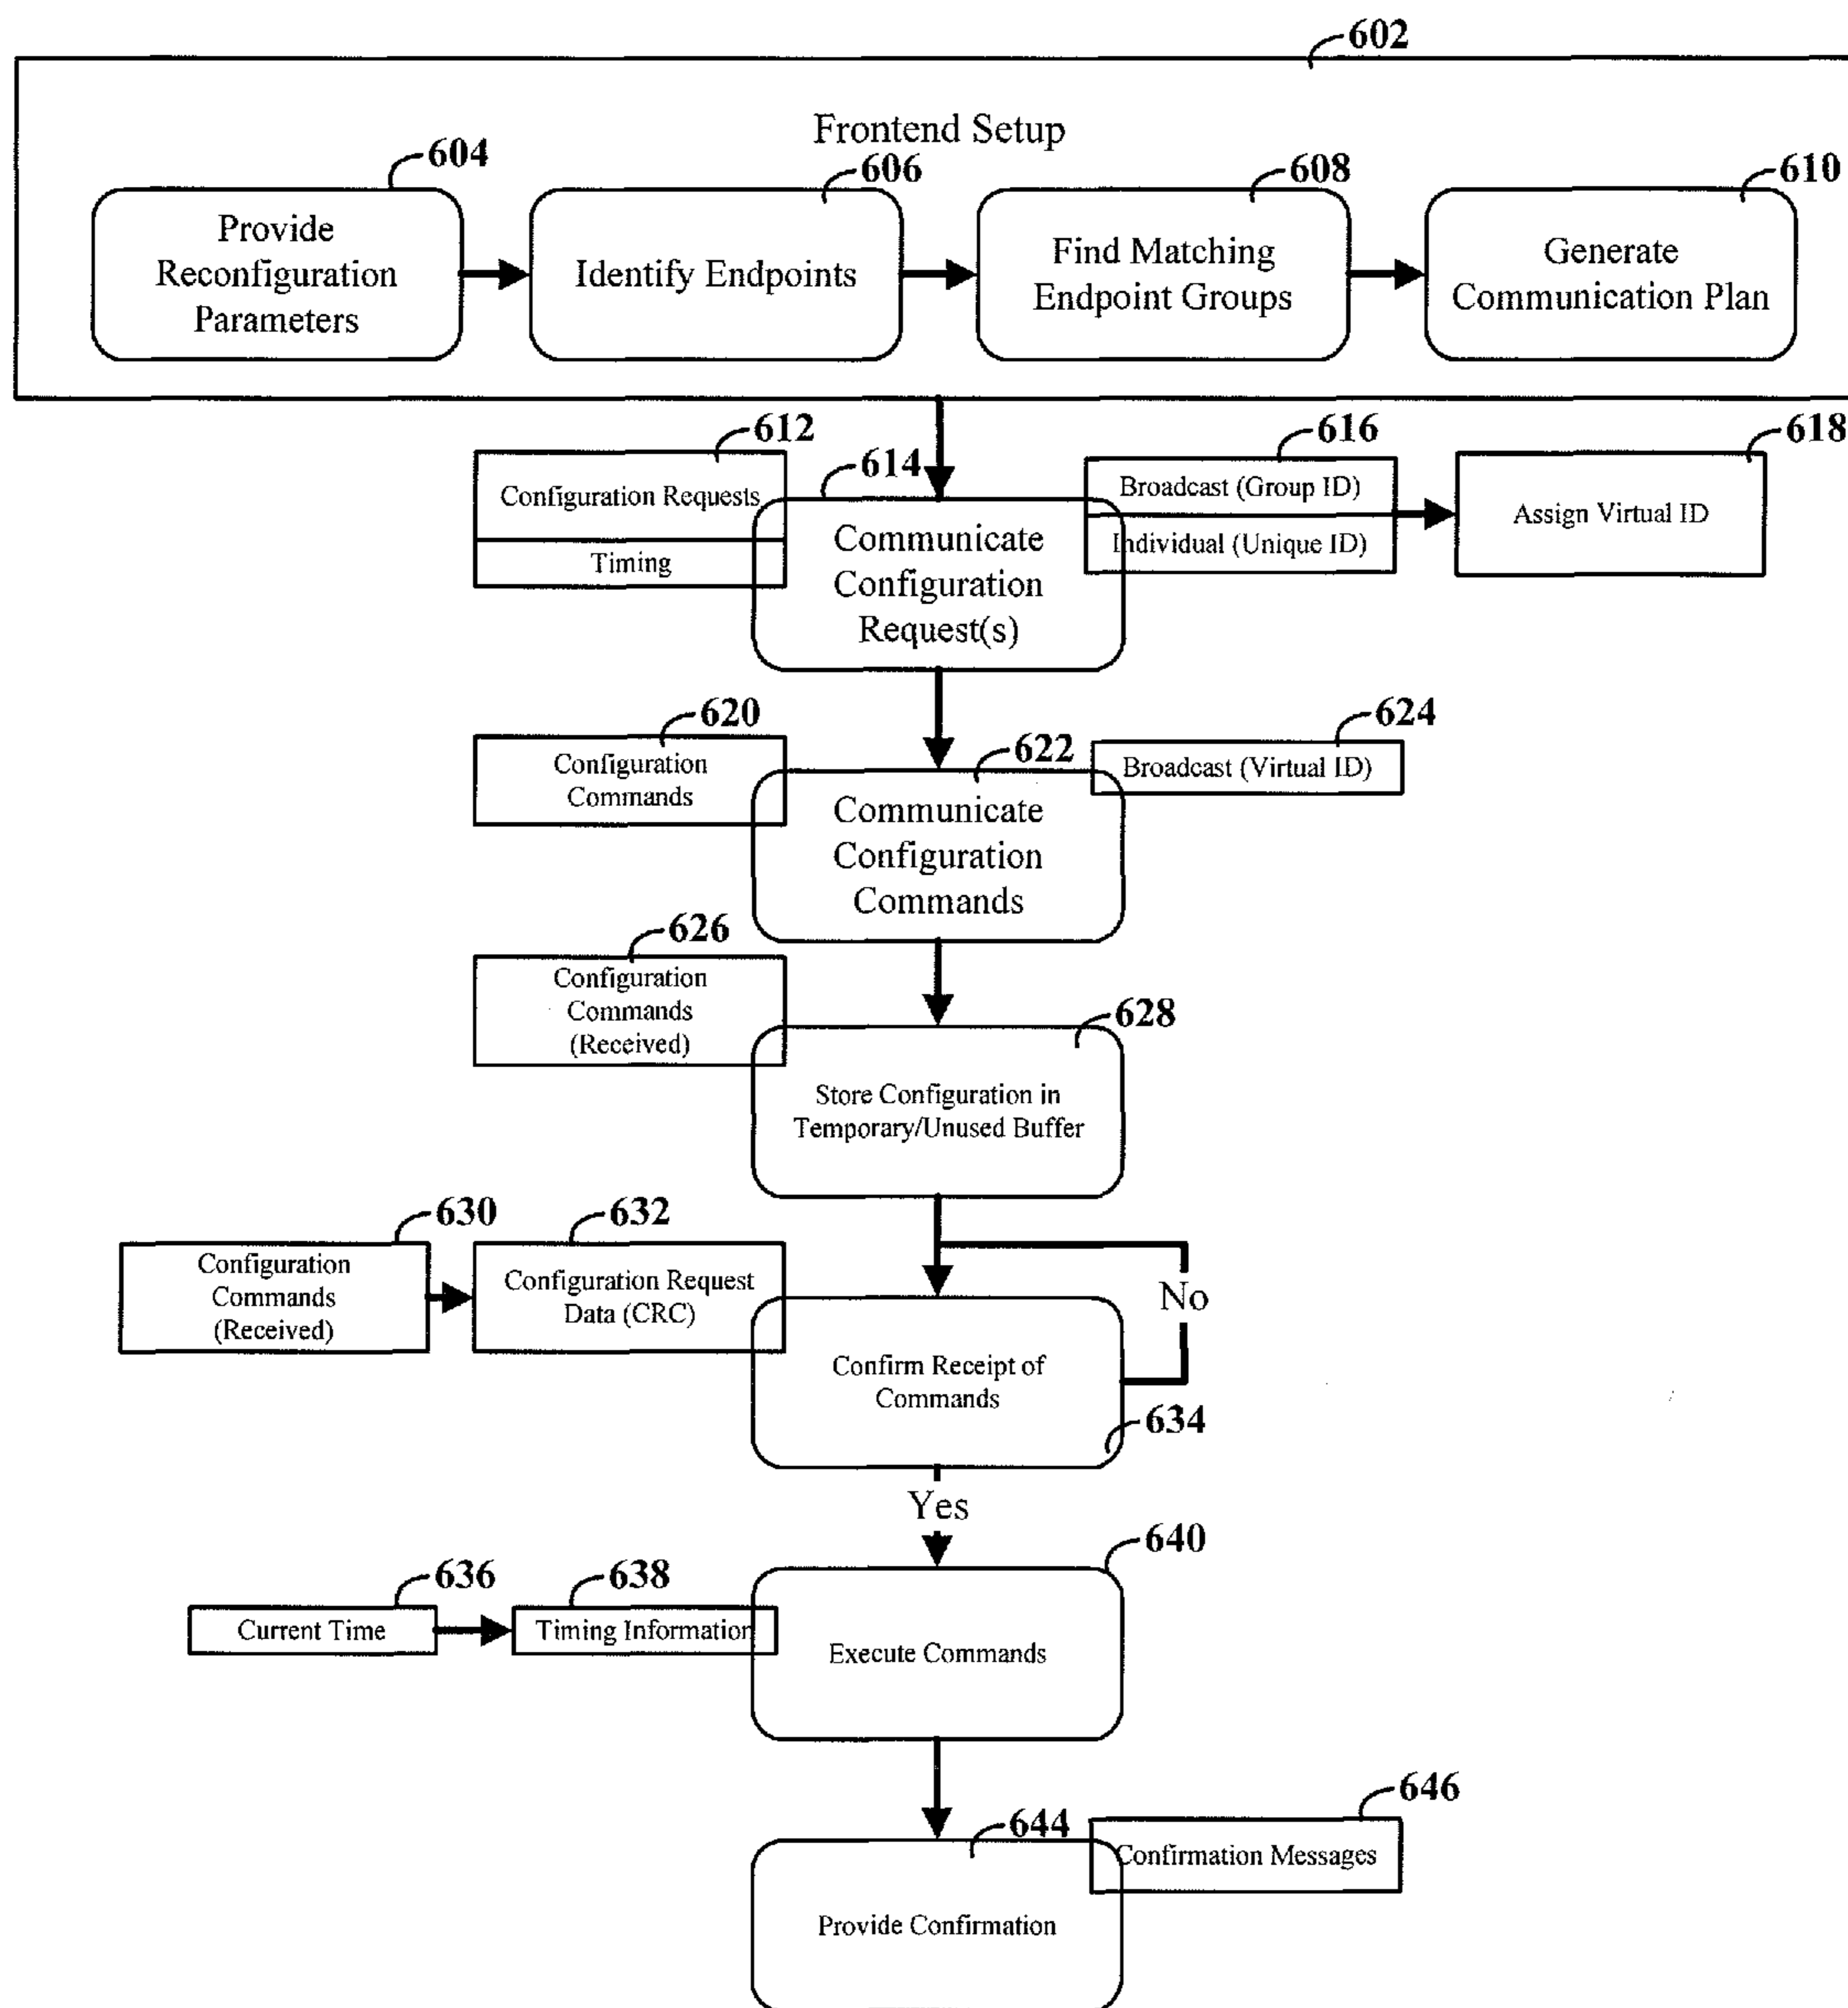 602
Frontend Setup
604
606
608
610
Provide
Reconfiguration
Parameters
Identify Endpoints
Find Matching
Endpoint Groups
Generate
Communication Plan
612
614
616
618
Configuration Requests
Timing
Communicate
Configuration
Request(s)
Broadcast (Group ID)
Individual (Unique ID)
Assign Virtual ID
620
622
624
Configuration
Commands
Communicate
Configuration
Commands
Broadcast (Virtual ID)
626
Configuration
Commands
(Received)
628
Store Configuration in
Temporary/Unused Buffer
630
632
Configuration
Commands
(Received)
Configuration Request
Data (CRC)
No
Confirm Receipt of
Commands
634
Yes
636
638
640
Current Time
Timing Information
Execute Commands
644
646
Confirmation Messages
Provide Confirmation